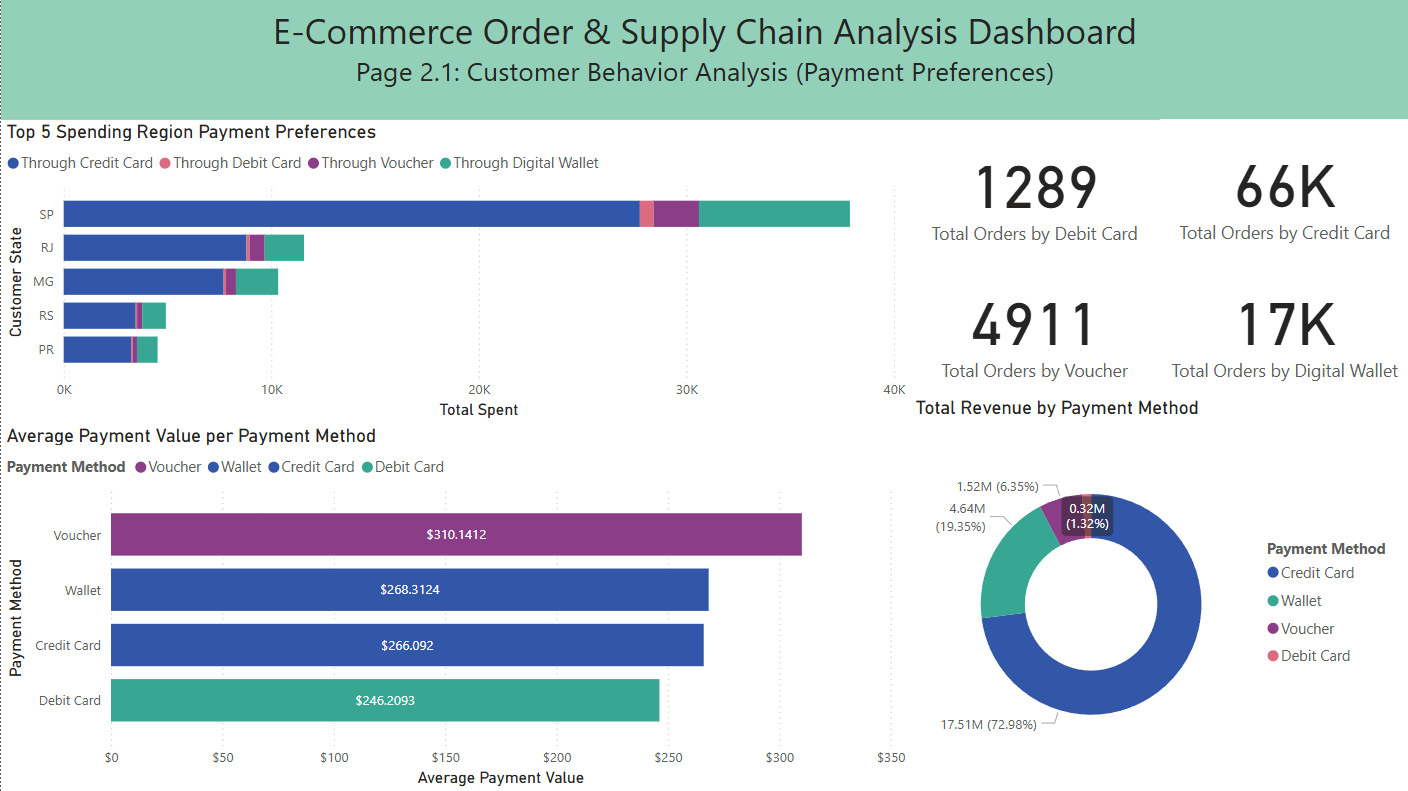 E-Commerce Order & Supply Chain Analysis Dashboard
Page 2.1: Customer Behavior Analysis (Payment Preferences)
Top 5 Spending Region Payment Preferences
Through Credit Card Through Debit Card Through Voucher Through Digital Wallet
Customer State
SP
RJ
MG
RS
PR
0K 10K 20K 30K 40K
Total Spent
1289
Total Orders by Debit Card
66K
Total Orders by Credit Card
4911
Total Orders by Voucher
17K
Total Orders by Digital Wallet
Average Payment Value per Payment Method
Payment Method Voucher Wallet Credit Card Debit Card
Payment Method
Voucher $310.1412
Wallet $268.3124
Credit Card $266.092
Debit Card $246.2093
$0 $50 $100 $150 $200 $250 $300 $350
Average Payment Value
Total Revenue by Payment Method
1.52M (6.35%)
0.32M
(1.32%)
4.64M
(19.35%)
17.51M (72.98%)
Payment Method
Credit Card
Wallet
Voucher
Debit Card